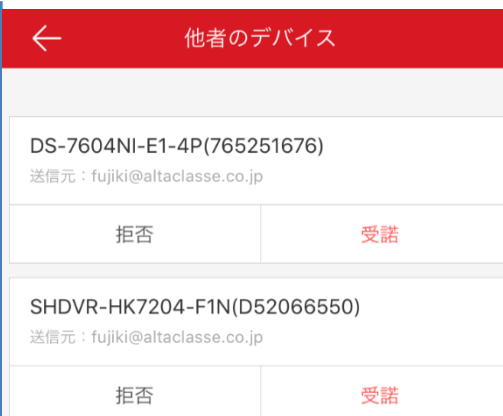 他者のデバイス
DS-7604NI-E1-4P(765251676)
送信元：fujiki@altaclasse.co.jp
拒否 受諾
SHDVR-HK7204-F1N(D52066550)
送信元：fujiki@altaclasse.co.jp
拒否 受諾